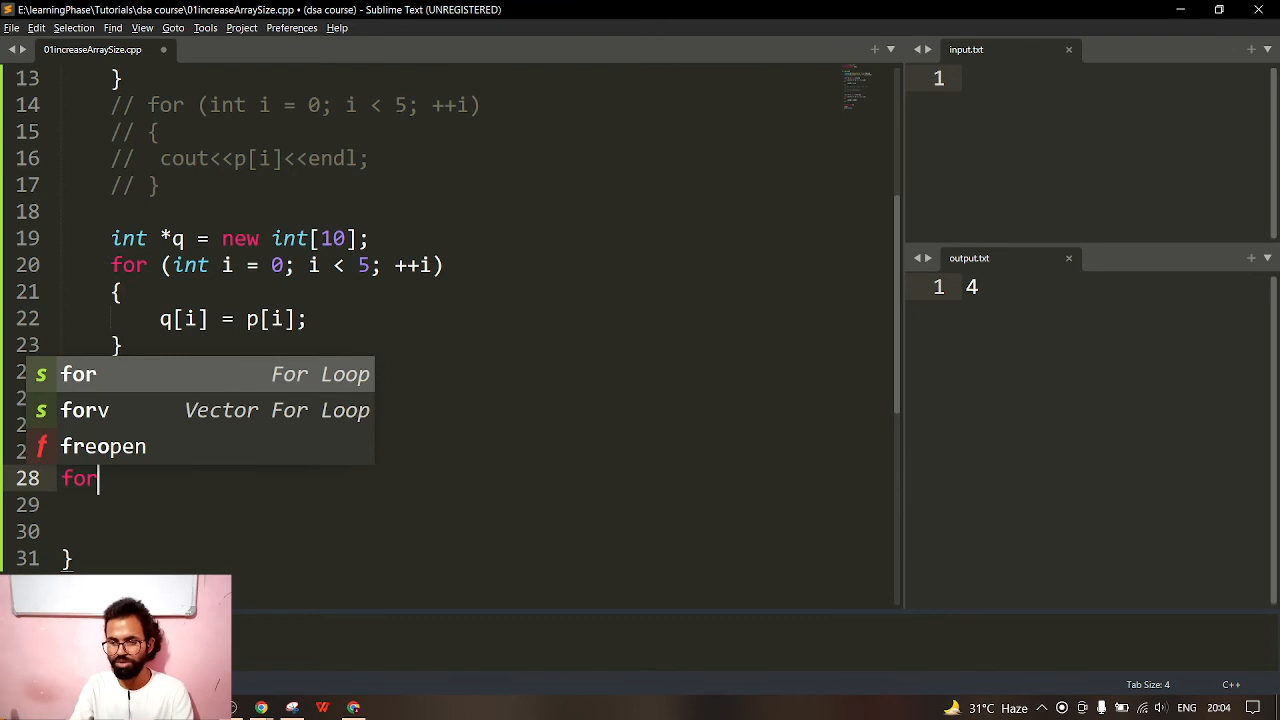 E:\learningPhase\Tutorials\dsa course\01increaseArraySize.cpp • (dsa course) - Sublime Text (UNREGISTERED)
File Edit Selection Find View Goto Tools Project Preferences Help
01increaseArraySize.cpp
input.txt
13 }
14 // for (int i = 0; i < 5; ++i)
15 // {
16 // cout<<p[i]<<endl;
17 // }
18
19 int *q = new int[10];
20 for (int i = 0; i < 5; ++i)
21 {
22 q[i] = p[i];
23 }
for For Loop
forv Vector For Loop
f freopen
28 for
29
30
31 }
1
output.txt
1 4
Tab Size: 4 C++
31°C Haze ENG 20:04